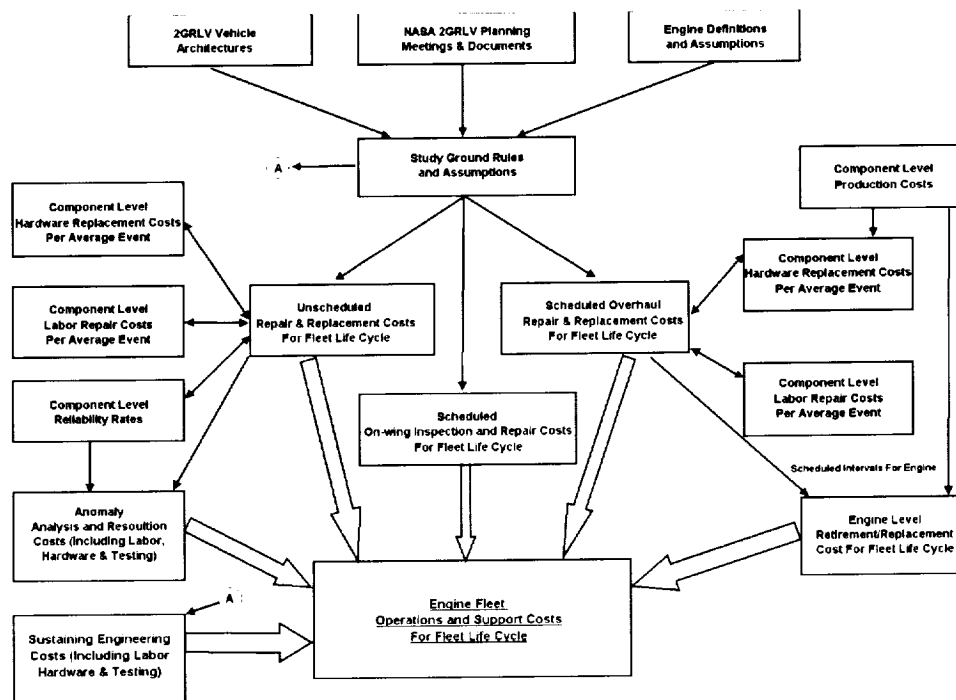 2GRLV Vehicle
Architectures
NASA 2GRLV Planning
Meetings & Documents
Engine Definitions
and Assumptions
Study Ground Rules
and Assumptions
A
Component Level
Production Costs
Component Level
Hardware Replacement Costs
Per Average Event
Component Level
Hardware Replacement Costs
Per Average Event
Component Level
Labor Repair Costs
Per Average Event
Unscheduled
Repair & Replacement Costs
For Fleet Life Cycle
Scheduled Overhaul
Repair & Replacement Costs
For Fleet Life Cycle
Component Level
Reliability Rates
Scheduled
On-wing Inspection and Repair Costs
For Fleet Life Cycle
Component Level
Labor Repair Costs
Per Average Event
Scheduled Intervals For Engine
Anomaly
Analysis and Resoultion
Costs (Including Labor,
Hardware & Testing)
Engine Level
Retirement/Replacement
Cost For Fleet Life Cycle
A
Engine Fleet
Operations and Support Costs
For Fleet Life Cycle
Sustaining Engineering
Costs (Including Labor
Hardware & Testing)